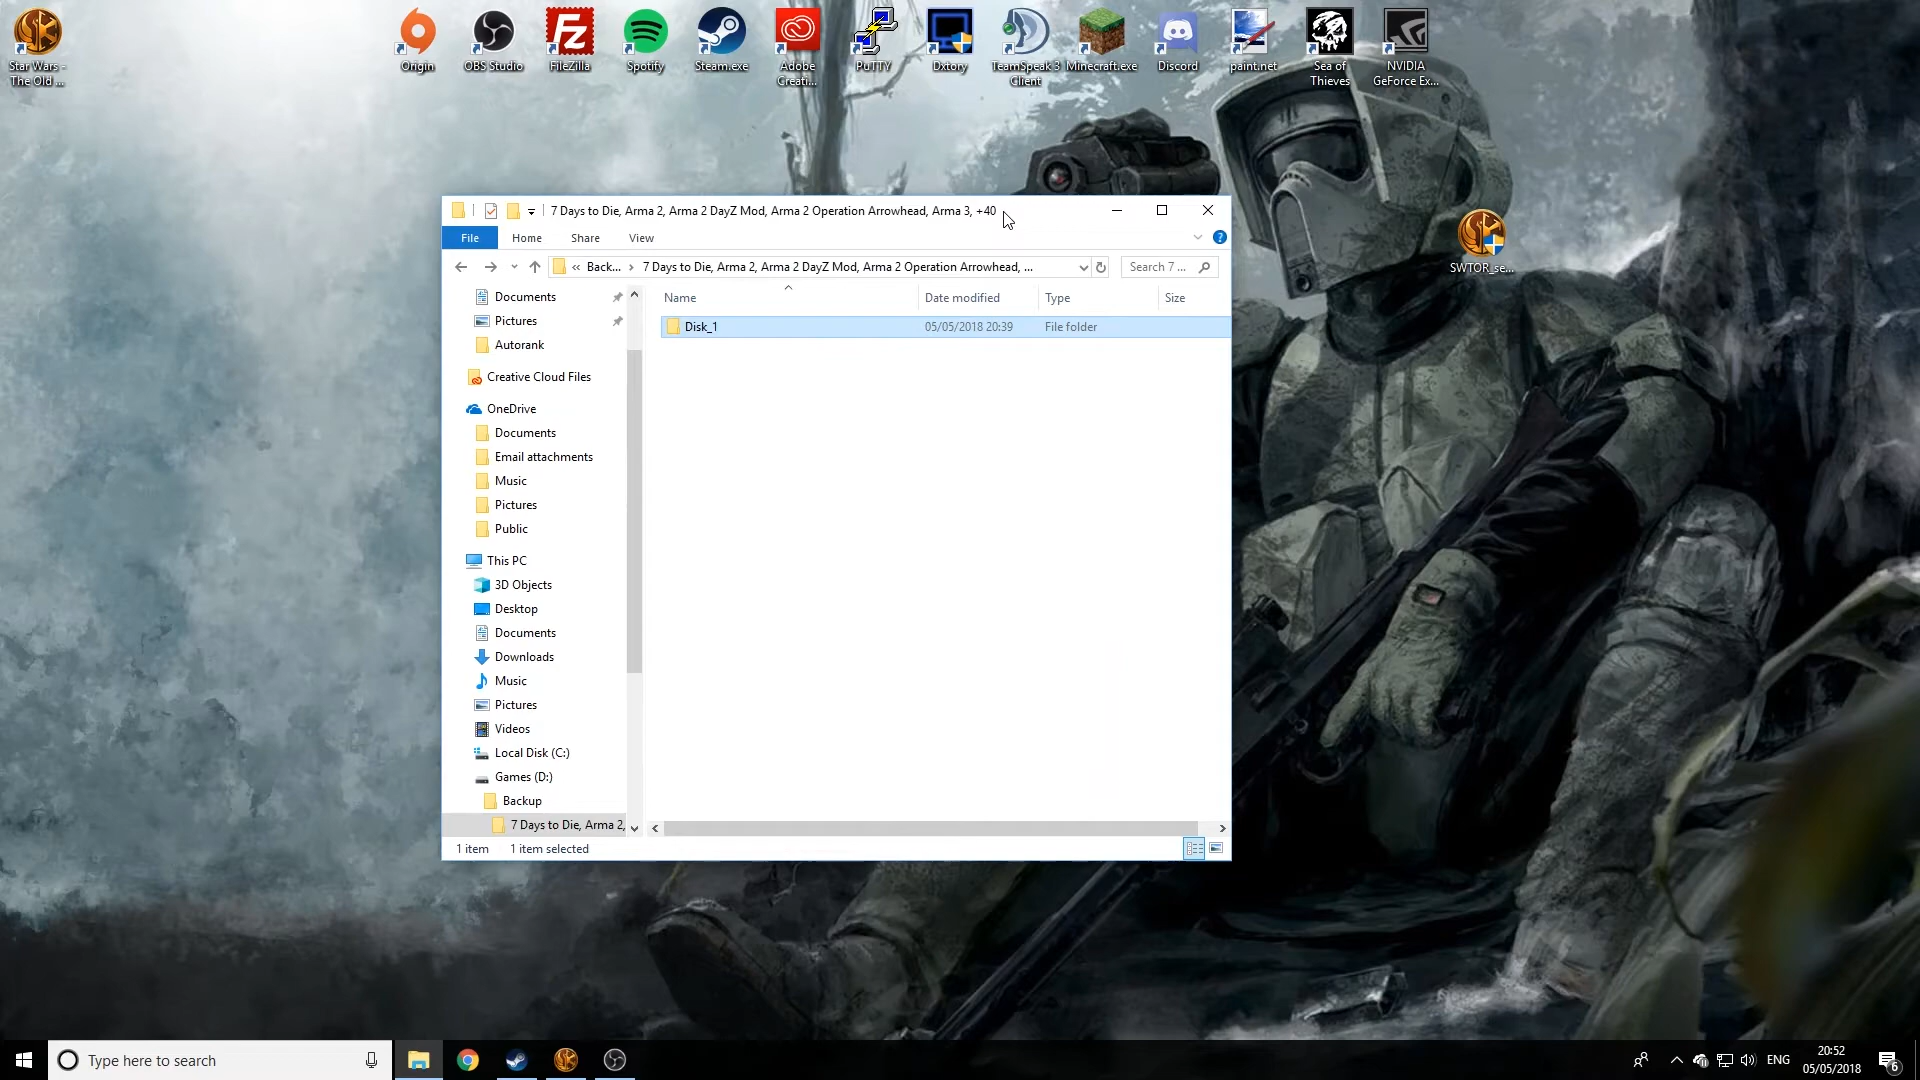 Star Wars -
The Old ...
Origin
OBS Studio
FileZilla
Spotify
Steam.exe
Adobe
Creati...
PuTTY
Dxtory
TeamSpeak 3
Client
Minecraft.exe
Discord
paint.net
Sea of
Thieves
NVIDIA
GeForce Ex...
SWTOR_se...
7 Days to Die, Arma 2, Arma 2 DayZ Mod, Arma 2 Operation Arrowhead, Arma 3, +40
File Home Share View
« Back... › 7 Days to Die, Arma 2, Arma 2 DayZ Mod, Arma 2 Operation Arrowhead, ...
Search 7 ...
Name Date modified Type Size
Disk_1 05/05/2018 20:39 File folder
Documents
Pictures
Autorank
Creative Cloud Files
OneDrive
Documents
Email attachments
Music
Pictures
Public
This PC
3D Objects
Desktop
Documents
Downloads
Music
Pictures
Videos
Local Disk (C:)
Games (D:)
Backup
7 Days to Die, Arma 2,
1 item 1 item selected
Type here to search
ENG
20:52
05/05/2018
6